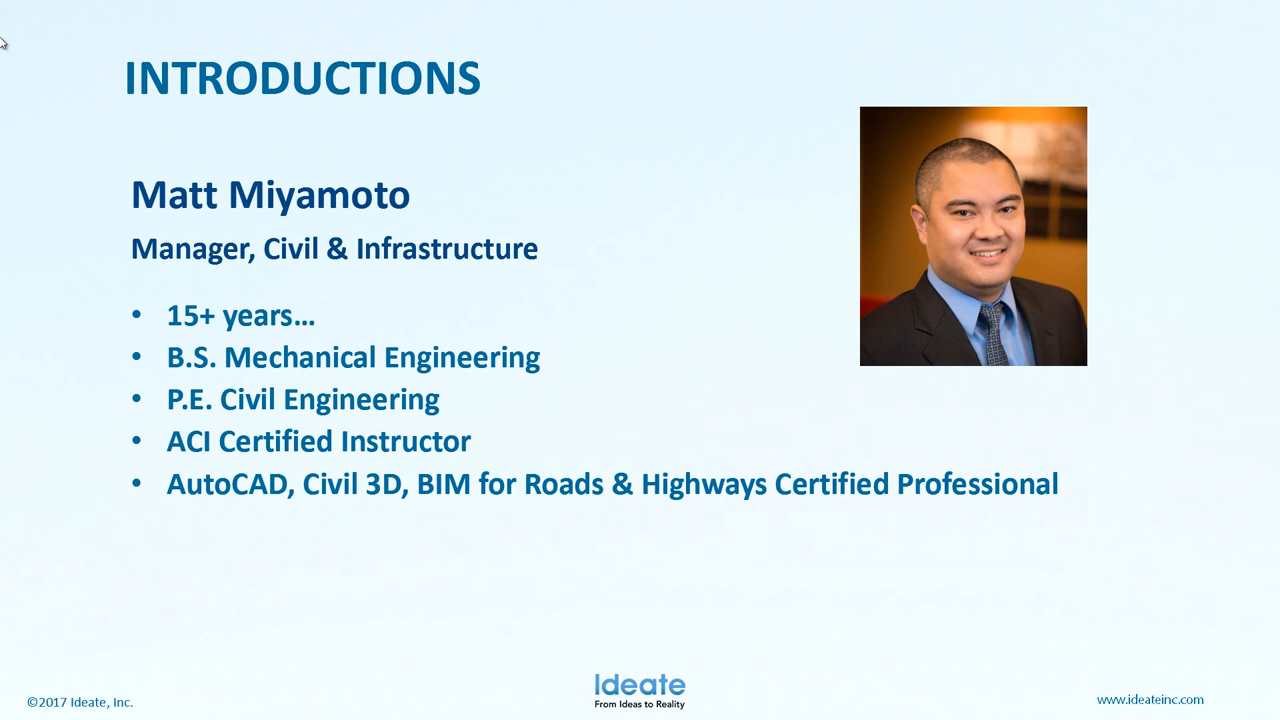 INTRODUCTIONS
Matt Miyamoto
Manager, Civil & Infrastructure
• 15+ years...
• B.S. Mechanical Engineering
• P.E. Civil Engineering
• ACI Certified Instructor
• AutoCAD, Civil 3D, BIM for Roads & Highways Certified Professional
©2017 Ideate, Inc.
Ideate
From Ideas to Reality
www.ideateinc.com